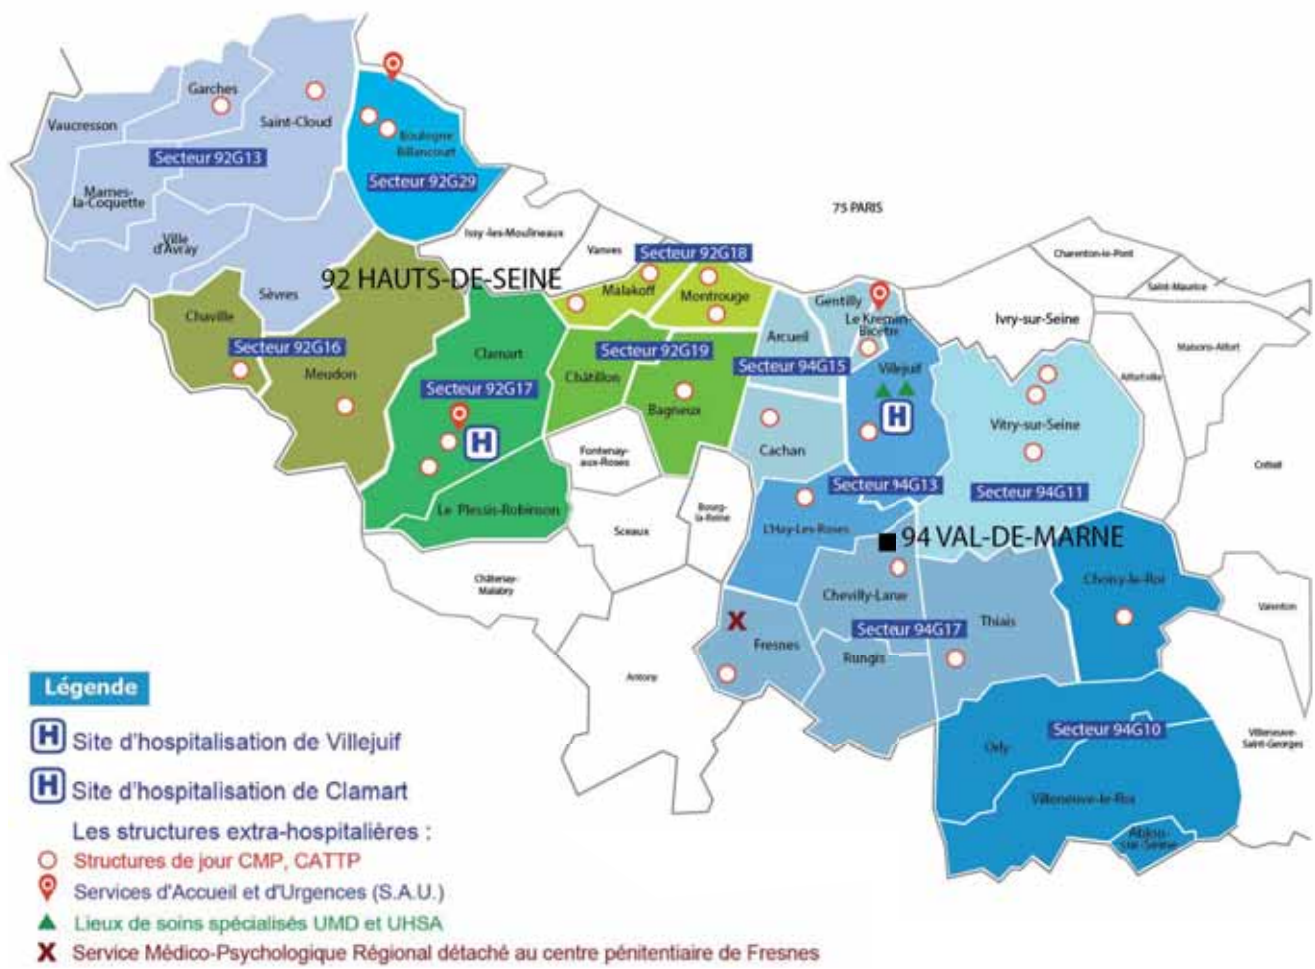 Garches
Saint-Cloud
Vaucresson
Secteur 92G13
Marnes-
la-Coquette
Ville
d'Avray
Sèvres
Boulogne
Billancourt
Secteur 92G29
75 PARIS
Issy-les-Moulineaux
Vanves
92 HAUTS-DE-SEINE
Secteur 92G18
Malakoff
Montrouge
Chaville
Secteur 92G16
Meudon
Clamart
Secteur 92G17
H
Le Plessis-Robinson
Secteur 92G19
Châtillon
Bagneux
Fontenay-
aux-Roses
Sceaux
Bourg-
la-Reine
Châtenay-
Malabry
Antony
Gentilly
Le Kremlin-
Bicêtre
Arcueil
Secteur 94G15
Cachan
Villejuif
H
Secteur 94G13
L'Hay-Les-Roses
Charenton-le-Pont
Saint-Maurice
Ivry-sur-Seine
Maisons-Alfort
Alfortville
Vitry-sur-Seine
Créteil
Secteur 94G11
94 VAL-DE-MARNE
Chevilly-Larue
Thiais
Choisy-le-Roi
Valenton
X
Fresnes
Secteur 94G17
Rungis
Secteur 94G10
Orly
Villeneuve-
Saint-Georges
Villeneuve-le-Roi
Ablon-
sur-Seine
Légende
H Site d'hospitalisation de Villejuif
H Site d'hospitalisation de Clamart
Les structures extra-hospitalières :
Structures de jour CMP, CATTP
Services d'Accueil et d'Urgences (S.A.U.)
Lieux de soins spécialisés UMD et UHSA
X Service Médico-Psychologique Régional détaché au centre pénitentiaire de Fresnes